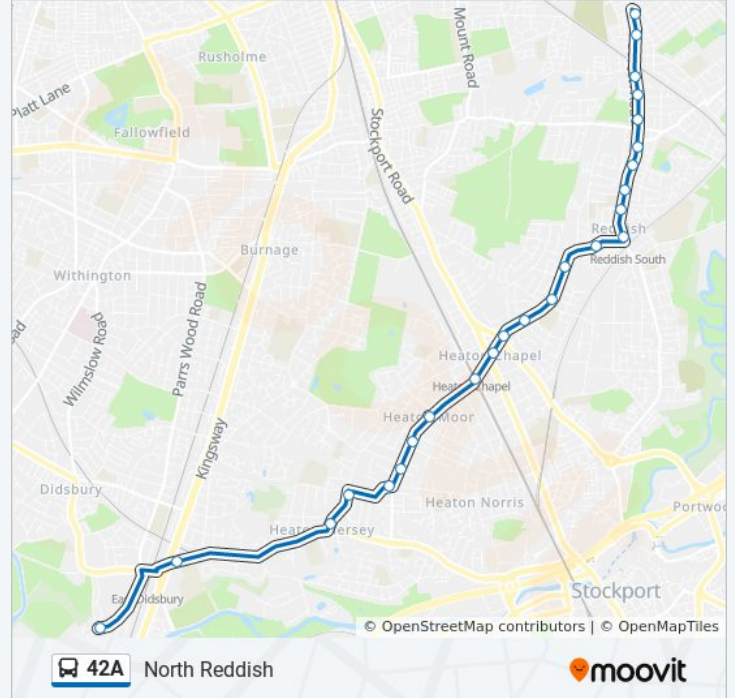 Mount Road
Rusholme
Platt Lane
Stockport Road
Fallowfield
Reddish
Burnage
Reddish South
Withington
Parrs Wood Road
Wilmslow Road
Heaton Chapel
Heaton Chapel
Heaton Moor
Kingsway
Didsbury
Heaton Norris
Portwoo
Heaton Mersey
Stockport
East Didsbury
© OpenStreetMap contributors | © OpenMapTiles
42A North Reddish
moovit